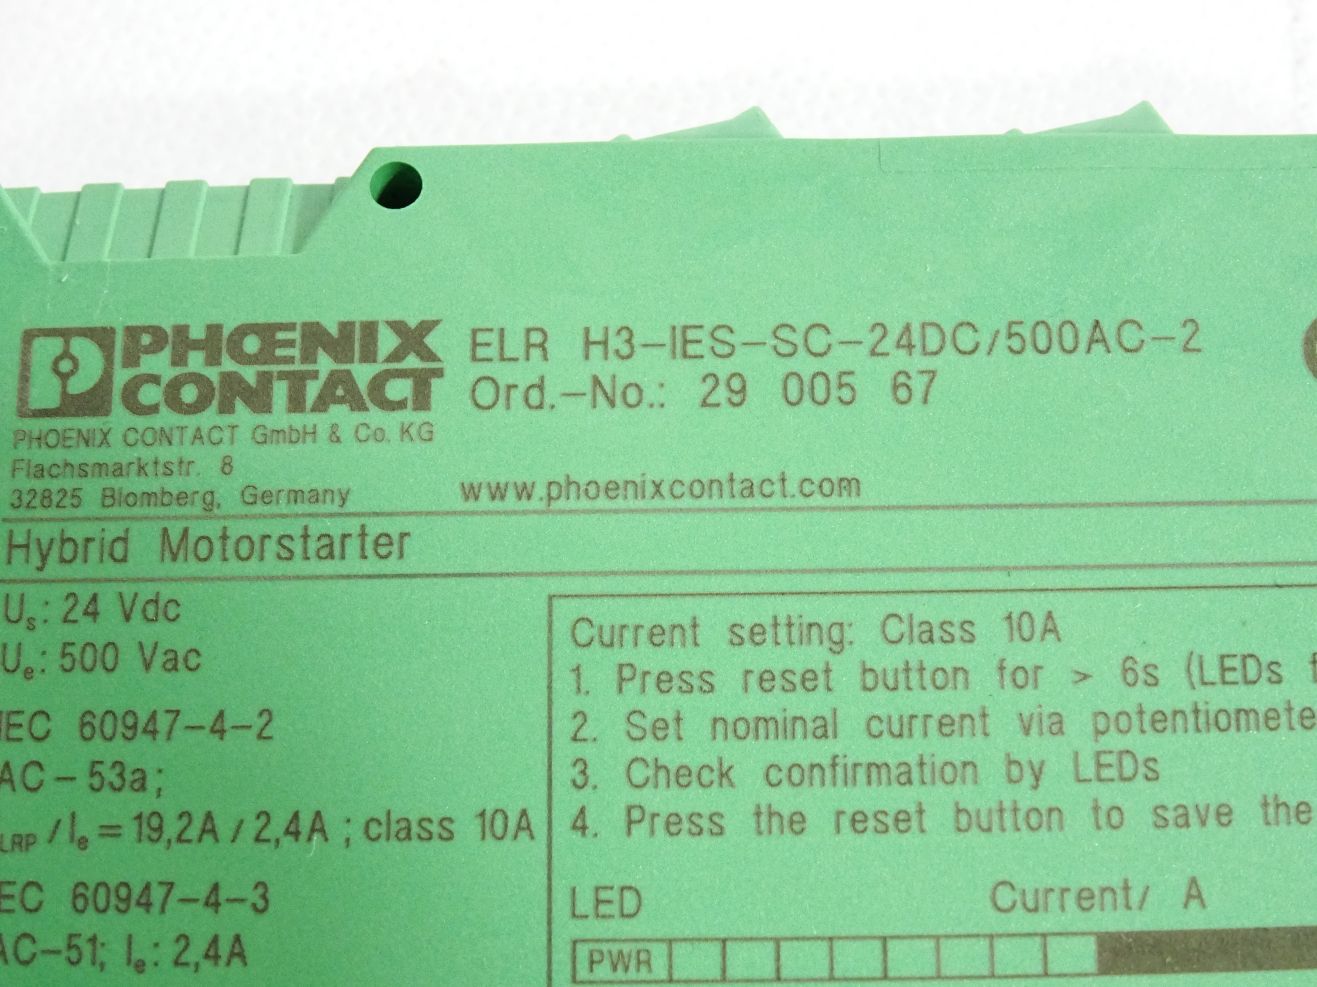 PHŒNIX
CONTACT
ELR H3-IES-SC-24DC/500AC-2
Ord.-No.: 29 005 67
PHOENIX CONTACT GmbH & Co. KG
Flachsmarktstr. 8
32825 Blomberg, Germany
www.phoenixcontact.com
Hybrid Motorstarter
Us: 24 Vdc
Ue: 500 Vac
IEC 60947-4-2
AC-53a;
LRP / Ie = 19,2A / 2,4A ; class 10A
EC 60947-4-3
AC-51; Ie: 2,4A
Current setting: Class 10A
1. Press reset button for > 6s (LEDs
2. Set nominal current via potentiomete
3. Check confirmation by LEDs
4. Press the reset button to save the
LED Current/ A
PWR